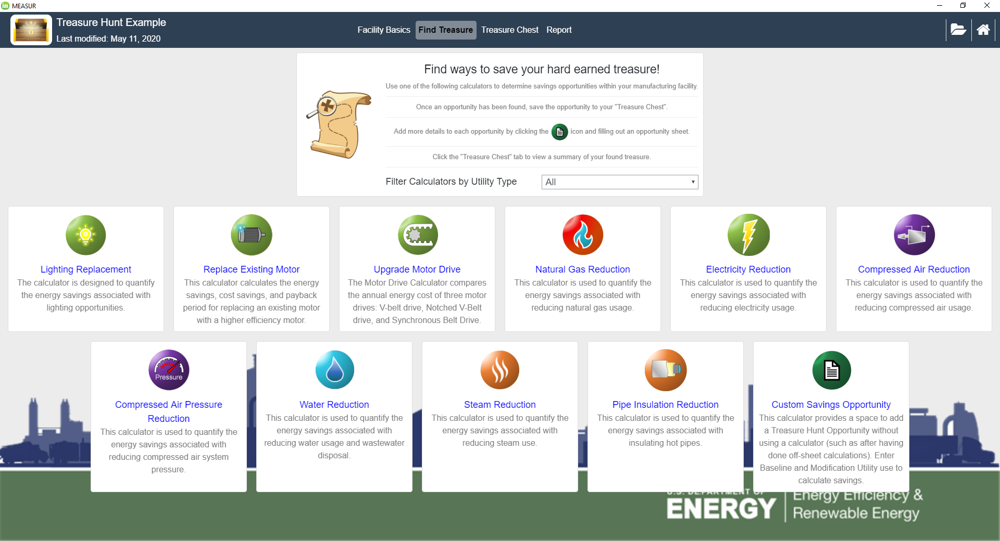 MEASUR
Treasure Hunt Example
Last modified: May 11, 2020
Facility Basics
Find Treasure
Treasure Chest
Report
Find ways to save your hard earned treasure!
Use one of the following calculators to determine savings opportunities within your manufacturing facility.
Once an opportunity has been found, save the opportunity to your "Treasure Chest".
Add more details to each opportunity by clicking the icon and filling out an opportunity sheet.
Click the "Treasure Chest" tab to view a summary of your found treasure.
Filter Calculators by Utility Type
All
Lighting Replacement
The calculator is designed to quantify
the energy savings associated with
lighting opportunities.
Replace Existing Motor
This calculator calculates the energy
savings, cost savings, and payback
period for replacing an existing motor
with a higher efficiency motor.
Upgrade Motor Drive
The Motor Drive Calculator compares
the annual energy cost of three motor
drives: V-belt drive, Notched V-Belt
drive, and Synchronous Belt Drive.
Natural Gas Reduction
This calculator is used to quantify the
energy savings associated with
reducing natural gas usage.
Electricity Reduction
This calculator is used to quantify the
energy savings associated with
reducing electricity usage.
Compressed Air Reduction
This calculator is used to quantify the
energy savings associated with
reducing compressed air usage.
Pressure
Compressed Air Pressure
Reduction
This calculator is used to quantify the
energy savings associated with
reducing compressed air system
pressure.
Water Reduction
This calculator is used to quantify the
energy savings associated with
reducing water usage and wastewater
disposal.
Steam Reduction
This calculator is used to quantify the
energy savings associated with
reducing steam use.
Pipe Insulation Reduction
This calculator is used to quantify the
energy savings associated with
insulating hot pipes.
Custom Savings Opportunity
This calculator provides a space to add
a Treasure Hunt Opportunity without
using a calculator (such as after having
done off-sheet calculations). Enter
Baseline and Modification Utility use to
calculate savings.
U.S. DEPARTMENT OF
ENERGY
Energy Efficiency &
Renewable Energy